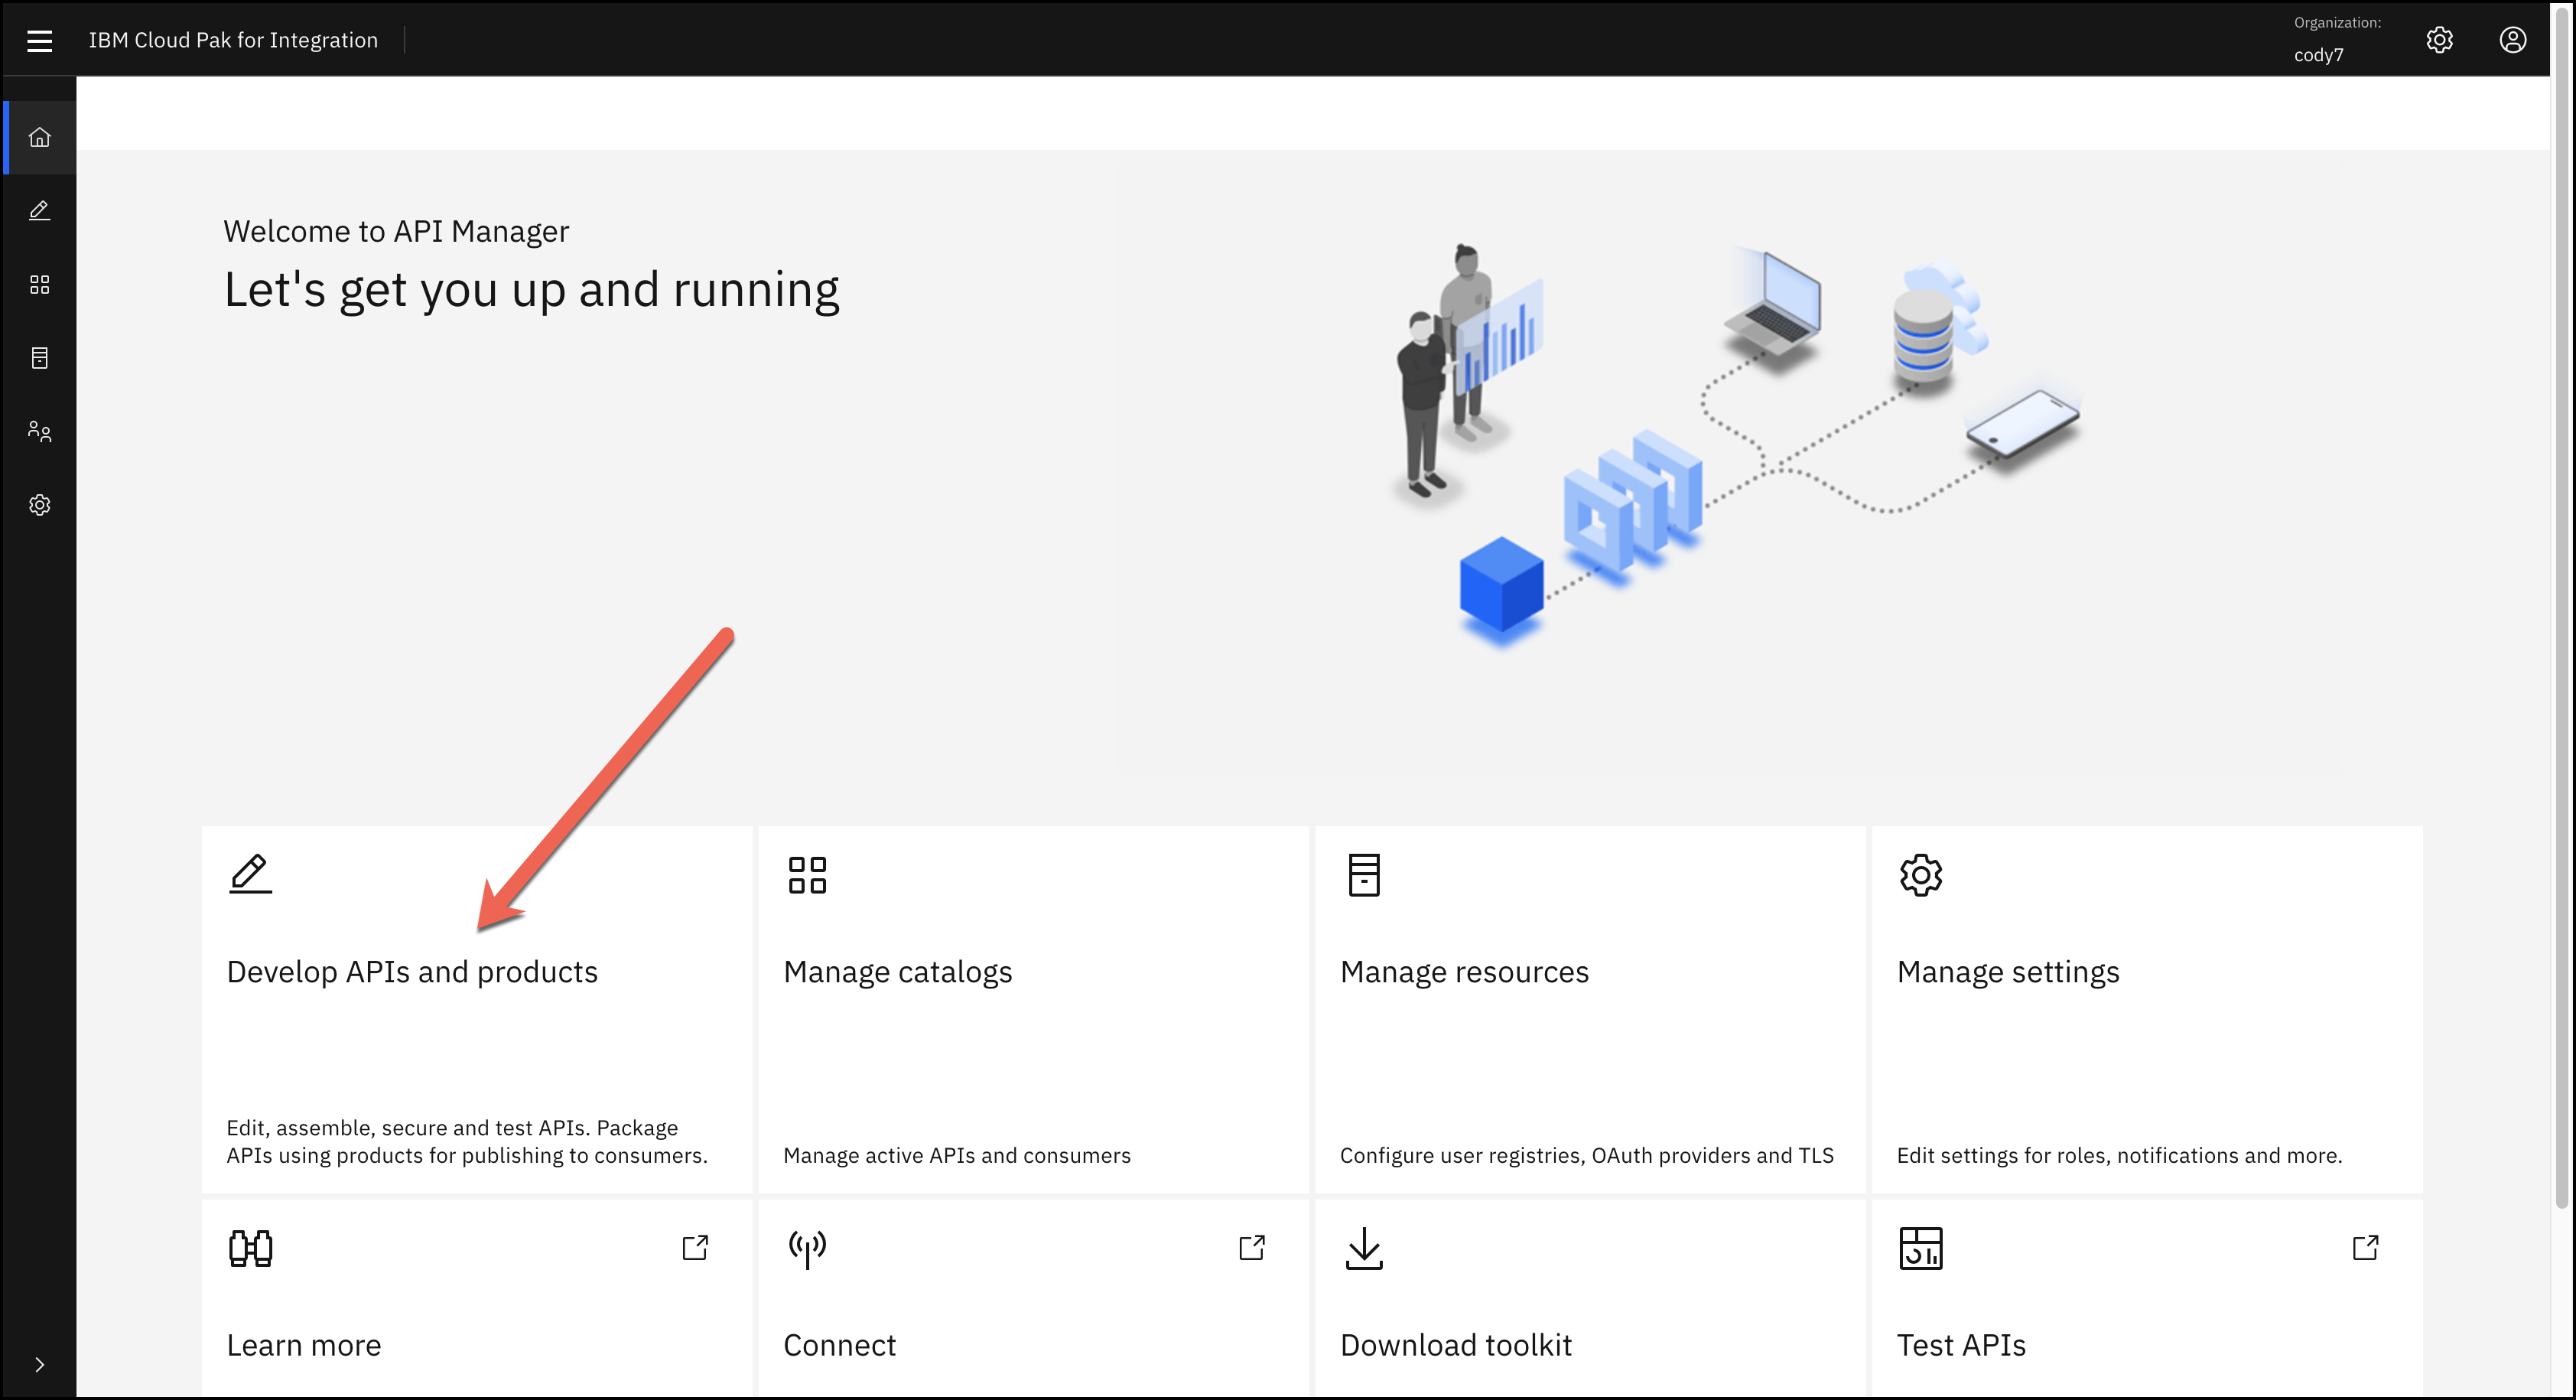 IBM Cloud Pak for Integration
Organization:
cody7
Welcome to API Manager
Let's get you up and running
Develop APIs and products
Edit, assemble, secure and test APIs. Package
APIs using products for publishing to consumers.
Manage catalogs
Manage active APIs and consumers
Manage resources
Configure user registries, OAuth providers and TLS
Manage settings
Edit settings for roles, notifications and more.
Learn more
Connect
Download toolkit
Test APIs